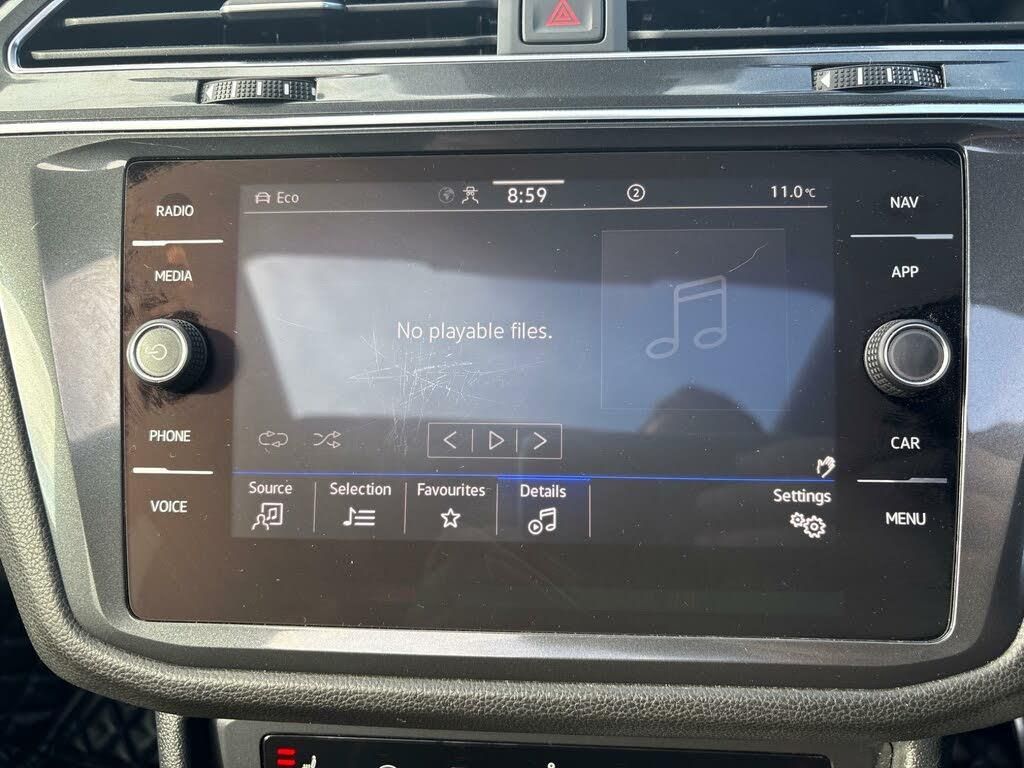 RADIO
MEDIA
PHONE
VOICE
Eco
8:59
2
11.0°C
No playable files.
Source
Selection
Favourites
Details
Settings
NAV
APP
CAR
MENU